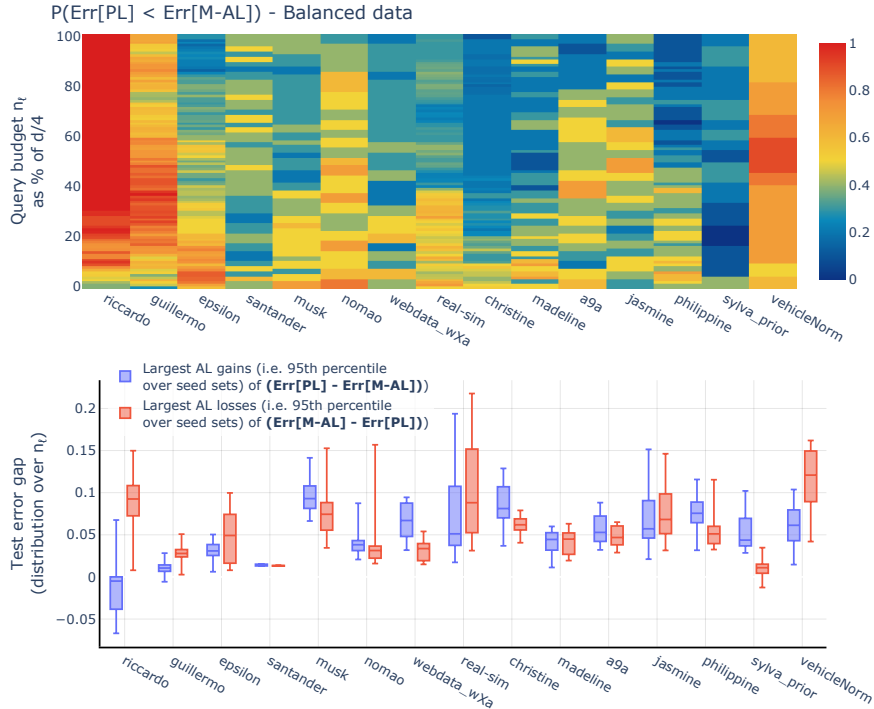 P(Err[PL] < Err[M-AL]) - Balanced data
Query budget nℓ
as % of d/4
100
80
60
40
20
0
riccardo
guillermo
epsilon
santander
musk
nomao
webdata_wXa
real-sim
christine
madeline
a9a
jasmine
philippine
sylva_prior
vehicleNorm
1
0.8
0.6
0.4
0.2
0
Largest AL gains (i.e. 95th percentile
over seed sets) of (Err[PL] - Err[M-AL]))
Largest AL losses (i.e. 95th percentile
over seed sets) of (Err[M-AL] - Err[PL]))
Test error gap
(distribution over nℓ)
0.2
0.15
0.1
0.05
0
−0.05
riccardo
guillermo
epsilon
santander
musk
nomao
webdata_wXa
real-sim
christine
madeline
a9a
jasmine
philippine
sylva_prior
vehicleNorm